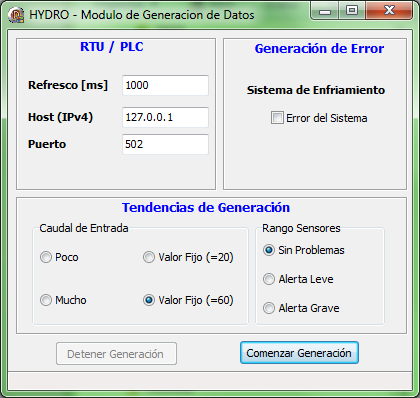 HYDRO - Modulo de Generacion de Datos
RTU / PLC
Refresco [ms] 1000
Host (IPv4) 127.0.0.1
Puerto 502
Generación de Error
Sistema de Enfriamiento
Error del Sistema
Tendencias de Generación
Caudal de Entrada
Poco Valor Fijo (=20)
Mucho Valor Fijo (=60)
Rango Sensores
Sin Problemas
Alerta Leve
Alerta Grave
Detener Generación Comenzar Generación